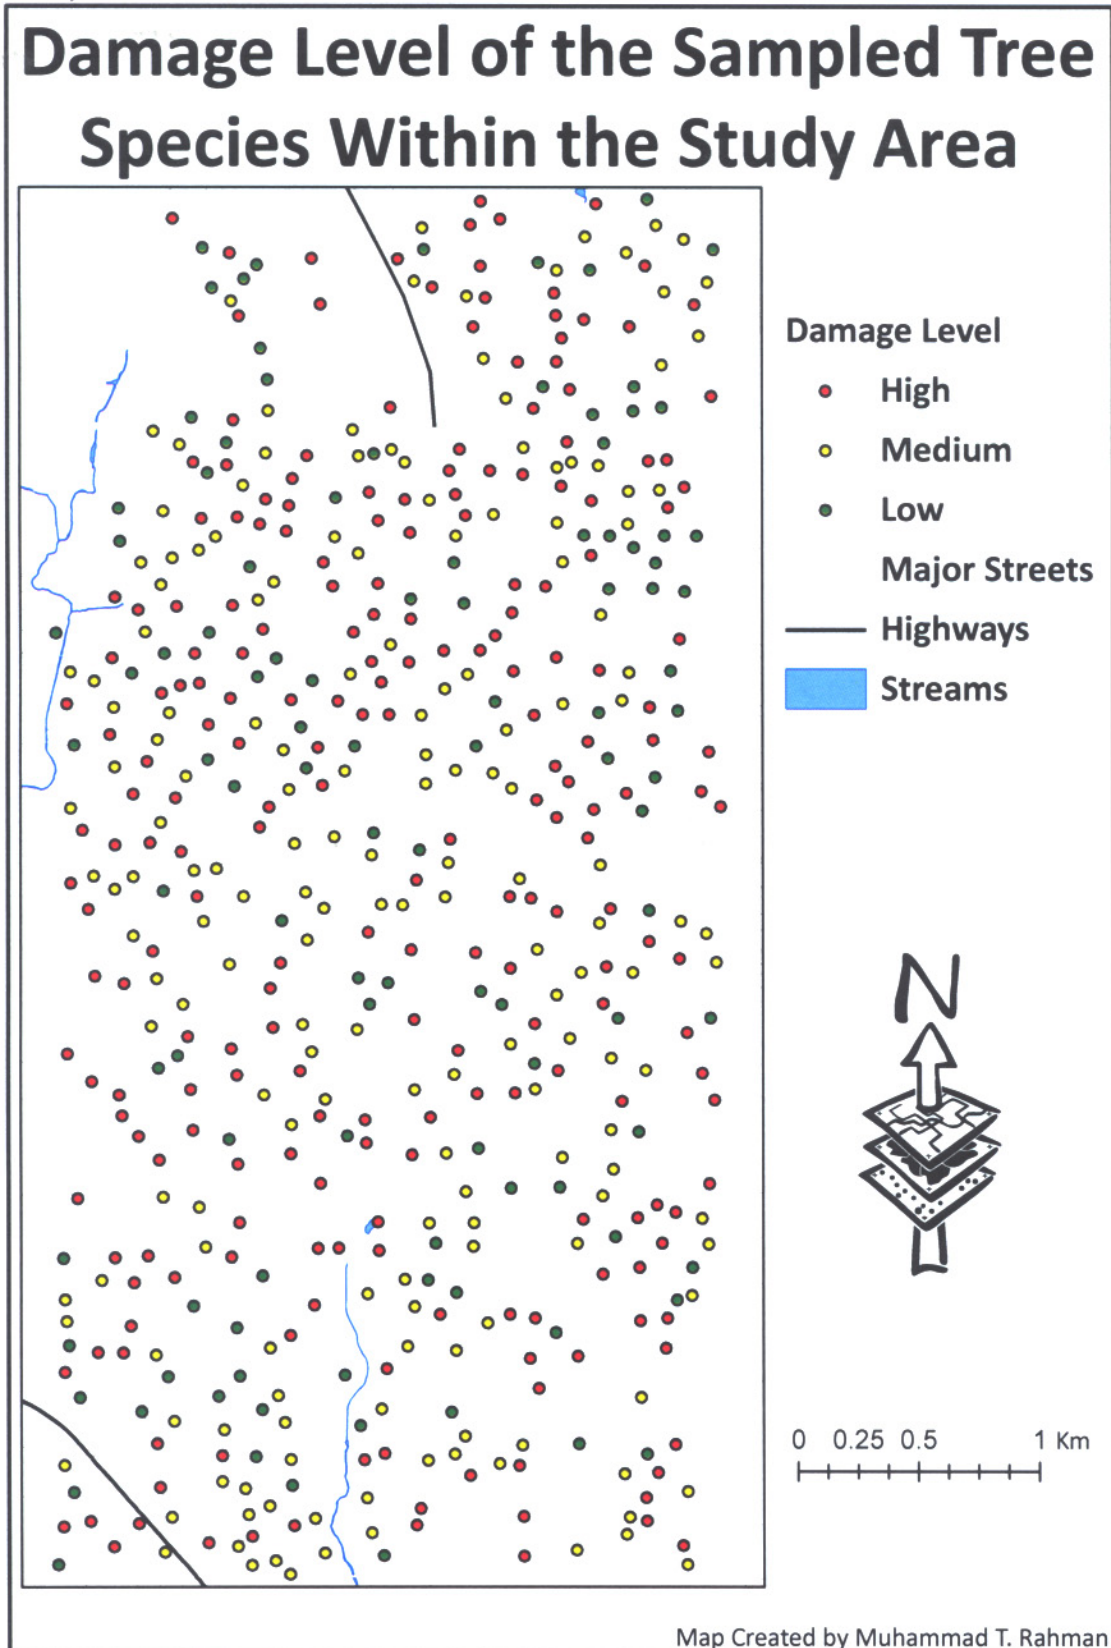 Damage Level of the Sampled Tree
Species Within the Study Area
Damage Level
High
Medium
Low
Major Streets
Highways
Streams
N
0 0.25 0.5 1 Km
Map Created by Muhammad T. Rahman